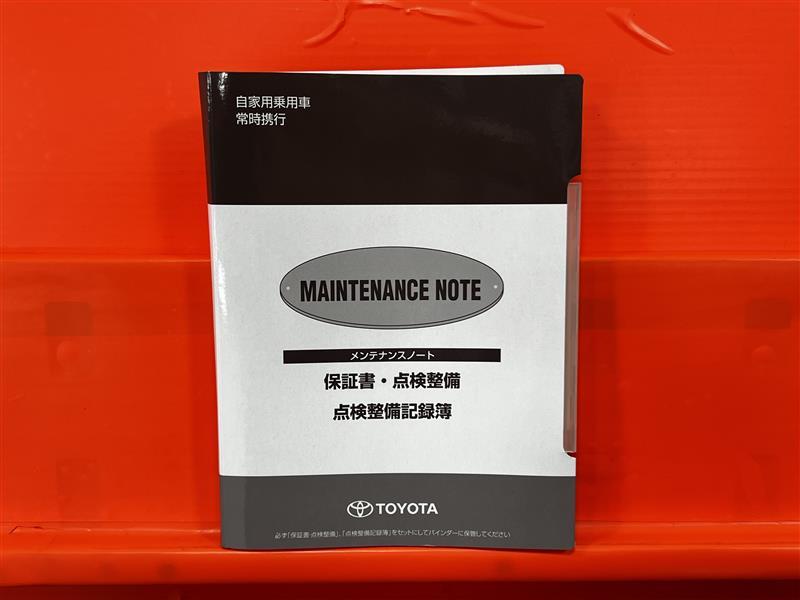 自家用乗用車
常時携行
MAINTENANCE NOTE
メンテナンスノート
保証書・点検整備
点検整備記録簿
TOYOTA
必ず「保証書・点検整備」、「点検整備記録簿」をセットにしてバインダーに保管してください